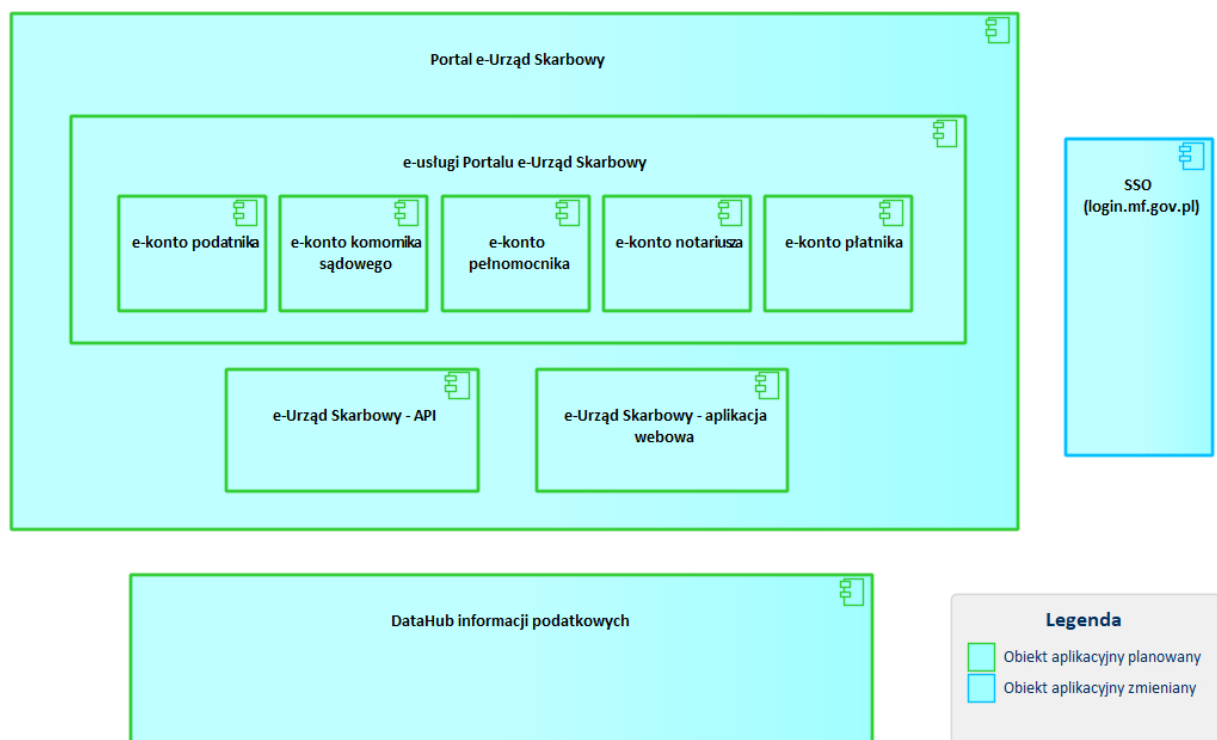 Portal e-Urząd Skarbowy
e-usługi Portalu e-Urząd Skarbowy
e-konto podatnika
e-konto komornika
sądowego
e-konto
pełnomocnika
e-konto notariusza
e-konto płatnika
SSO
(login.mf.gov.pl)
e-Urząd Skarbowy - API
e-Urząd Skarbowy - aplikacja
webowa
DataHub informacji podatkowych
Legenda
Obiekt aplikacyjny planowany
Obiekt aplikacyjny zmieniany